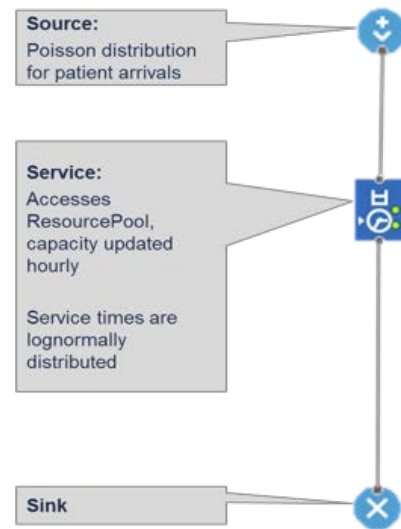 Source:
Poisson distribution
for patient arrivals
Service:
Accesses
ResourcePool,
capacity updated
hourly
Service times are
lognormally
distributed
Sink